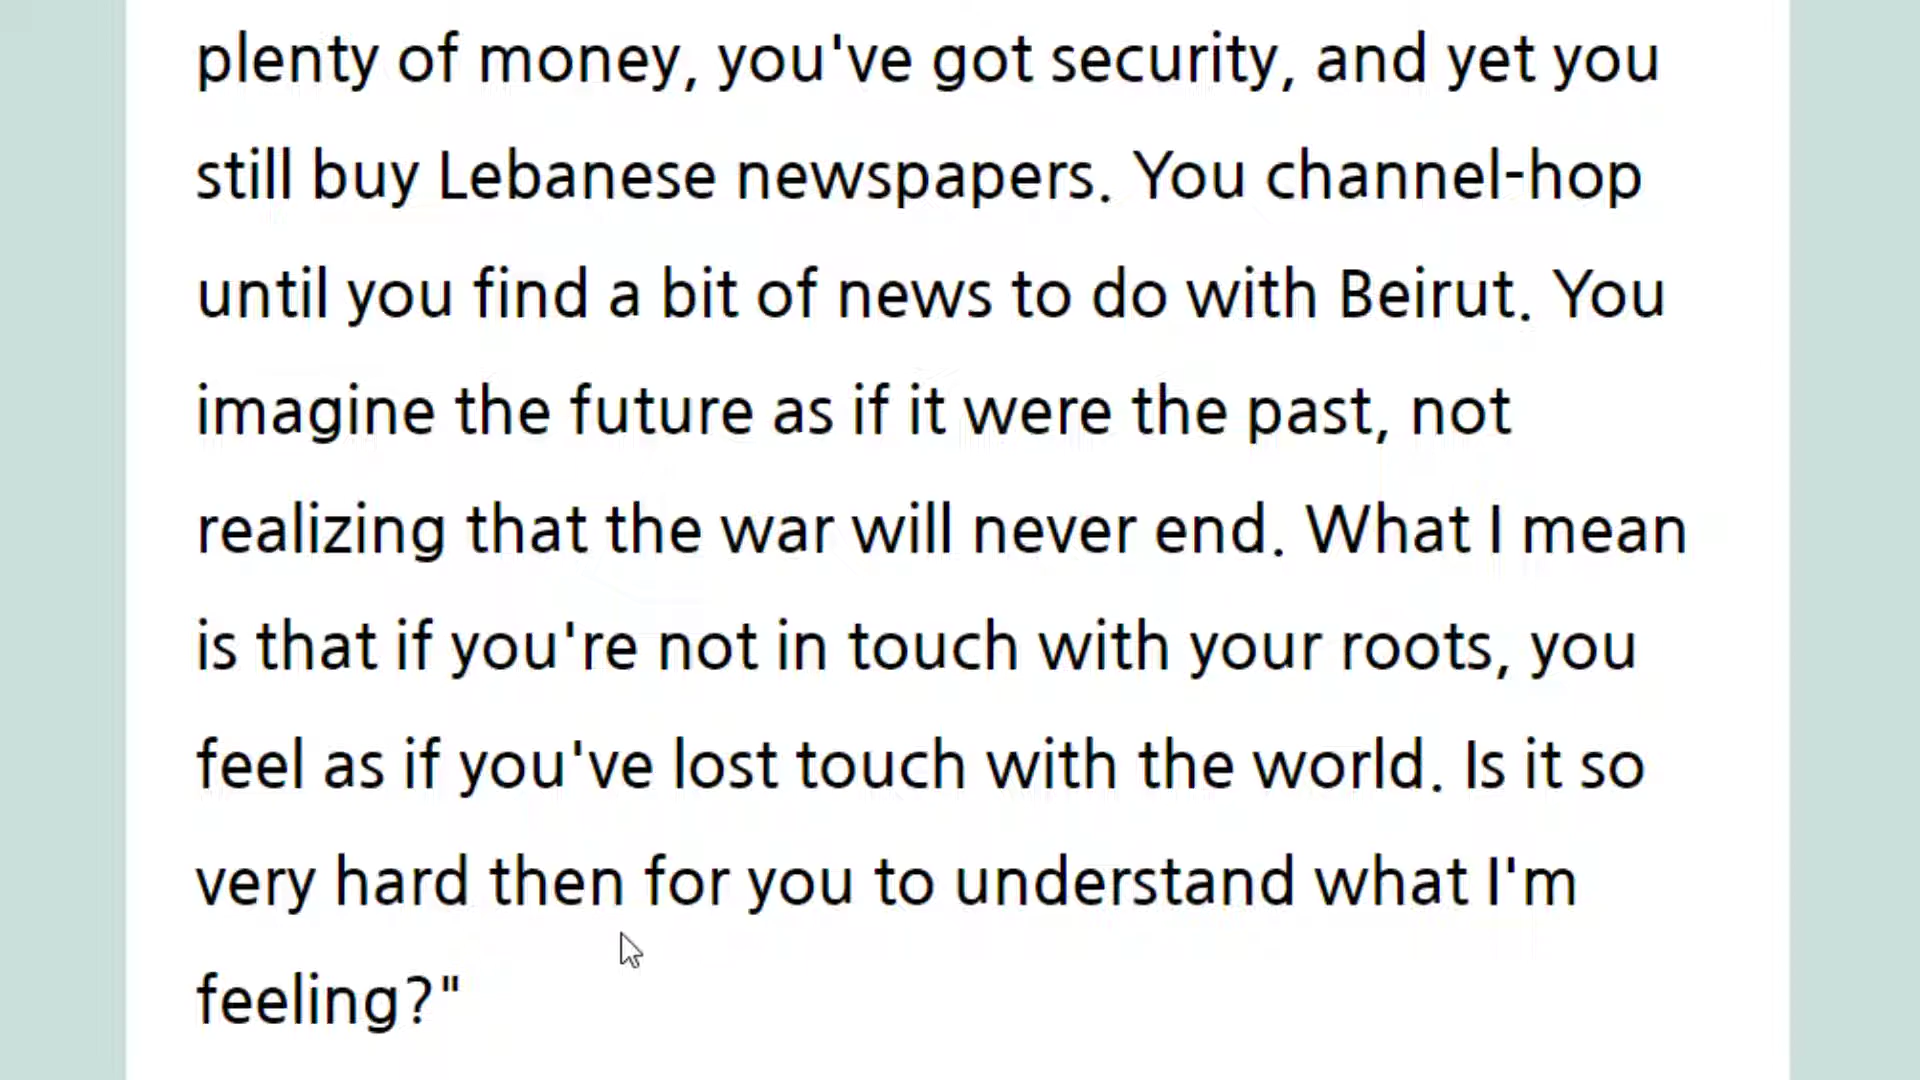 plenty of money, you've got security, and yet you
still buy Lebanese newspapers. You channel-hop
until you find a bit of news to do with Beirut. You
imagine the future as if it were the past, not
realizing that the war will never end. What I mean
is that if you're not in touch with your roots, you
feel as if you've lost touch with the world. Is it so
very hard then for you to understand what I'm
feeling?"